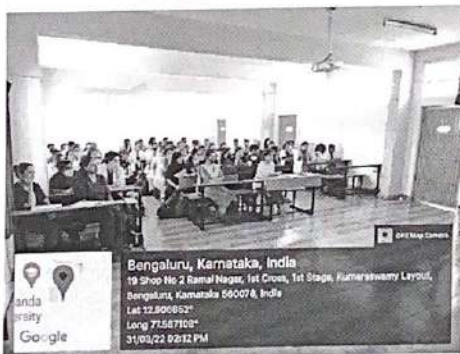 GPS Map Camera
Bengaluru, Karnataka, India
19 Shop No 2 Ramal Nagar, 1st Cross, 1st Stage, Kumaraswamy Layout,
Bengaluru, Karnataka 560078, India
Lat 12.906852°
Long 77.587108°
31/03/22 02:12 PM
anda
ersity
Google